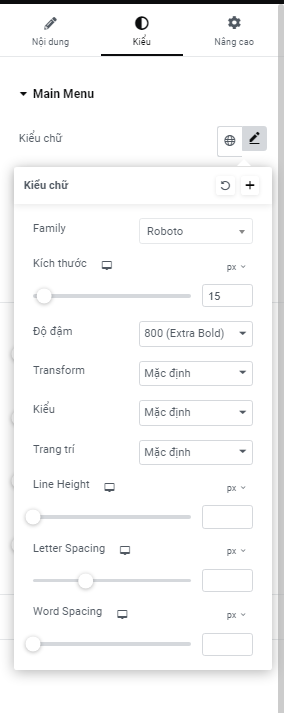 Nội dung Kiểu Nâng cao
Main Menu
Kiểu chữ
Kiểu chữ
Family Roboto
Kích thước px
15
Độ đậm 800 (Extra Bold)
Transform Mặc định
Kiểu Mặc định
Trang trí Mặc định
Line Height px
Letter Spacing px
Word Spacing px